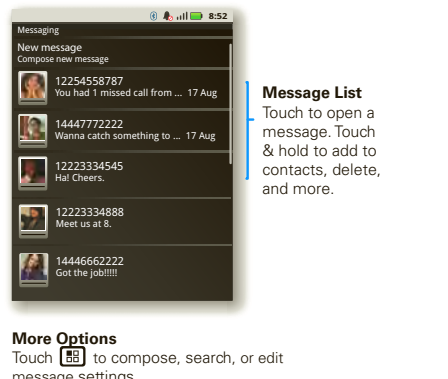 8:52
Messaging
New message
Compose new message
12254558787
You had 1 missed call from ... 17 Aug
14447772222
Wanna catch something to ... 17 Aug
12223334545
Ha! Cheers.
12223334888
Meet us at 8.
14446662222
Got the job!!!!!
Message List
Touch to open a
message. Touch
& hold to add to
contacts, delete,
and more.
More Options
Touch to compose, search, or edit
message settings